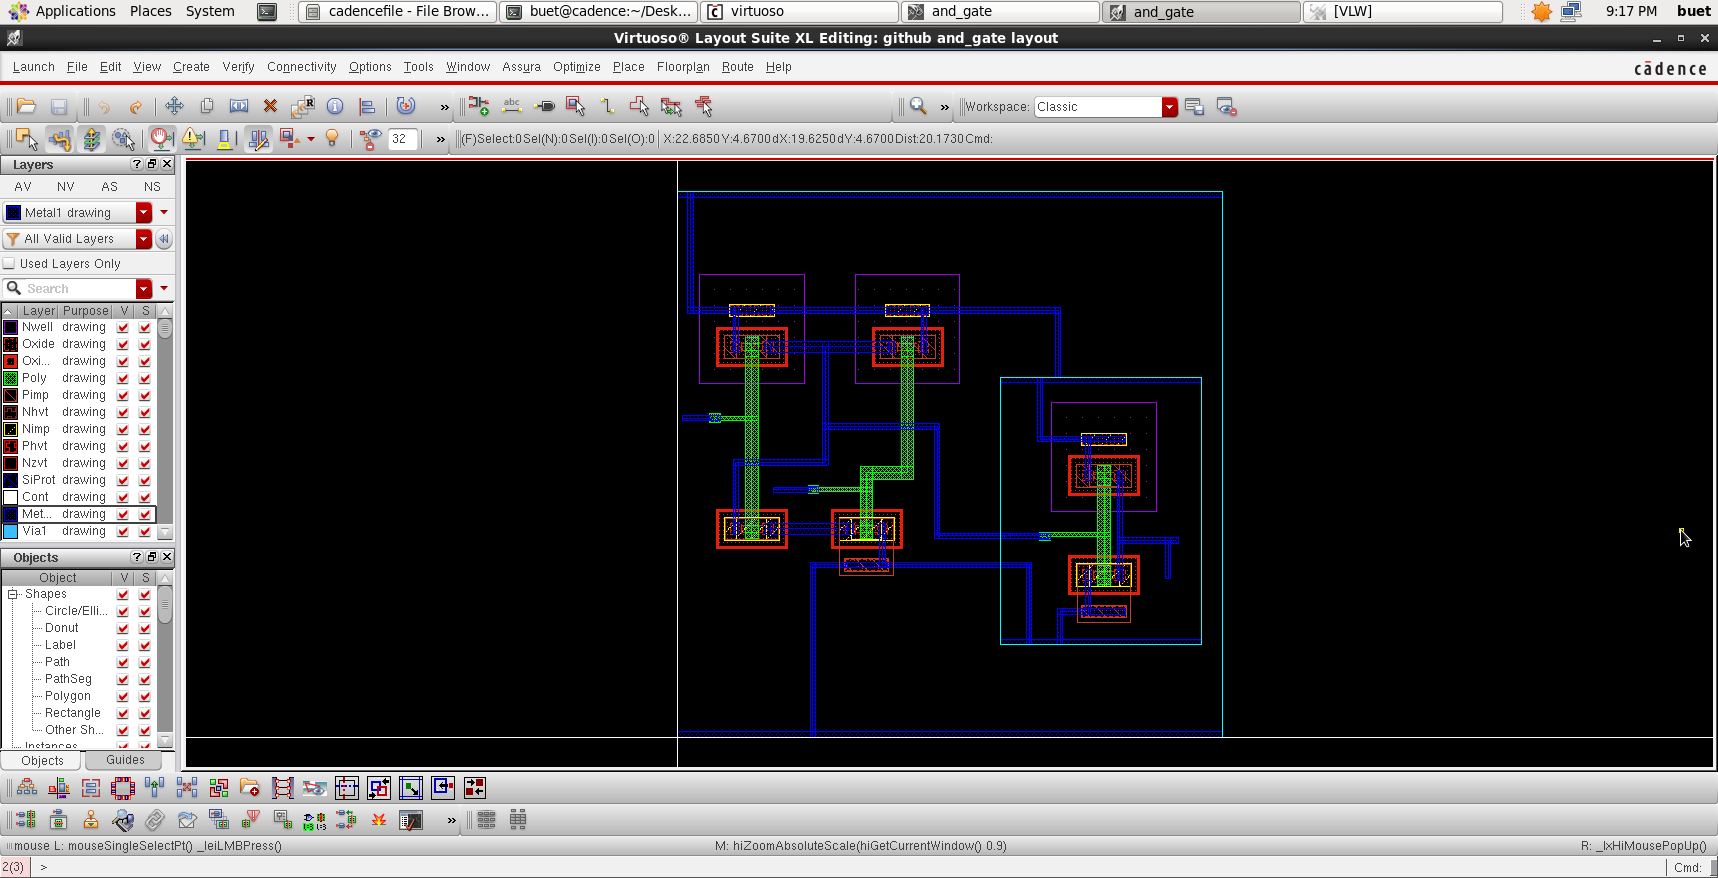 Applications Places System cadencefile - File Brow... buet@cadence:~/Desk... virtuoso and_gate and_gate [VLW] 9:17 PM buet
Virtuoso® Layout Suite XL Editing: github and_gate layout
Launch File Edit View Create Verify Connectivity Options Tools Window Assura Optimize Place Floorplan Route Help cādence
» » Workspace: Classic
32 » (F)Select:0 Sel(N):0 Sel(I):0 Sel(O):0 X:22.6850 Y:4.6700 dX:19.6250 dY:4.6700 Dist:20.1730 Cmd:
Layers
AV NV AS NS
Metal1 drawing
All Valid Layers
Used Layers Only
Search
Layer Purpose V S
Nwell drawing
Oxide drawing
Oxi... drawing
Poly drawing
Pimp drawing
Nhvt drawing
Nimp drawing
Phvt drawing
Nzvt drawing
SiProt drawing
Cont drawing
Met... drawing
Via1 drawing
Objects
Object V S
Shapes
Circle/Elli...
Donut
Label
Path
PathSeg
Polygon
Rectangle
Other Sh...
Instances
Objects Guides
»
mouse L: mouseSingleSelectPt() _leiLMBPress() M: hiZoomAbsoluteScale(hiGetCurrentWindow() 0.9) R: _lxHiMousePopUp()
2(3) > Cmd: